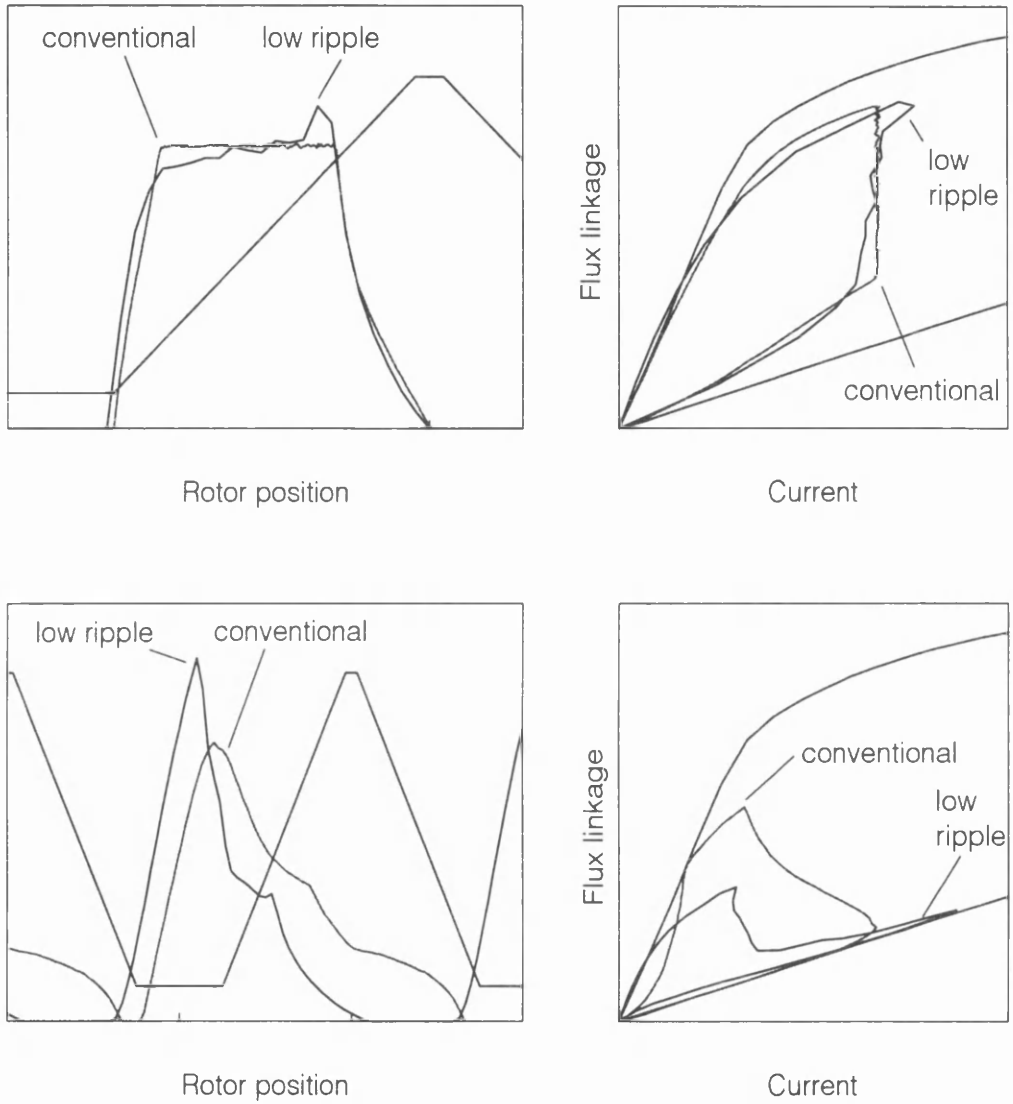 conventional
low ripple
Rotor position
Flux linkage
low
ripple
conventional
Current
low ripple
conventional
Rotor position
Flux linkage
conventional
low
ripple
Current